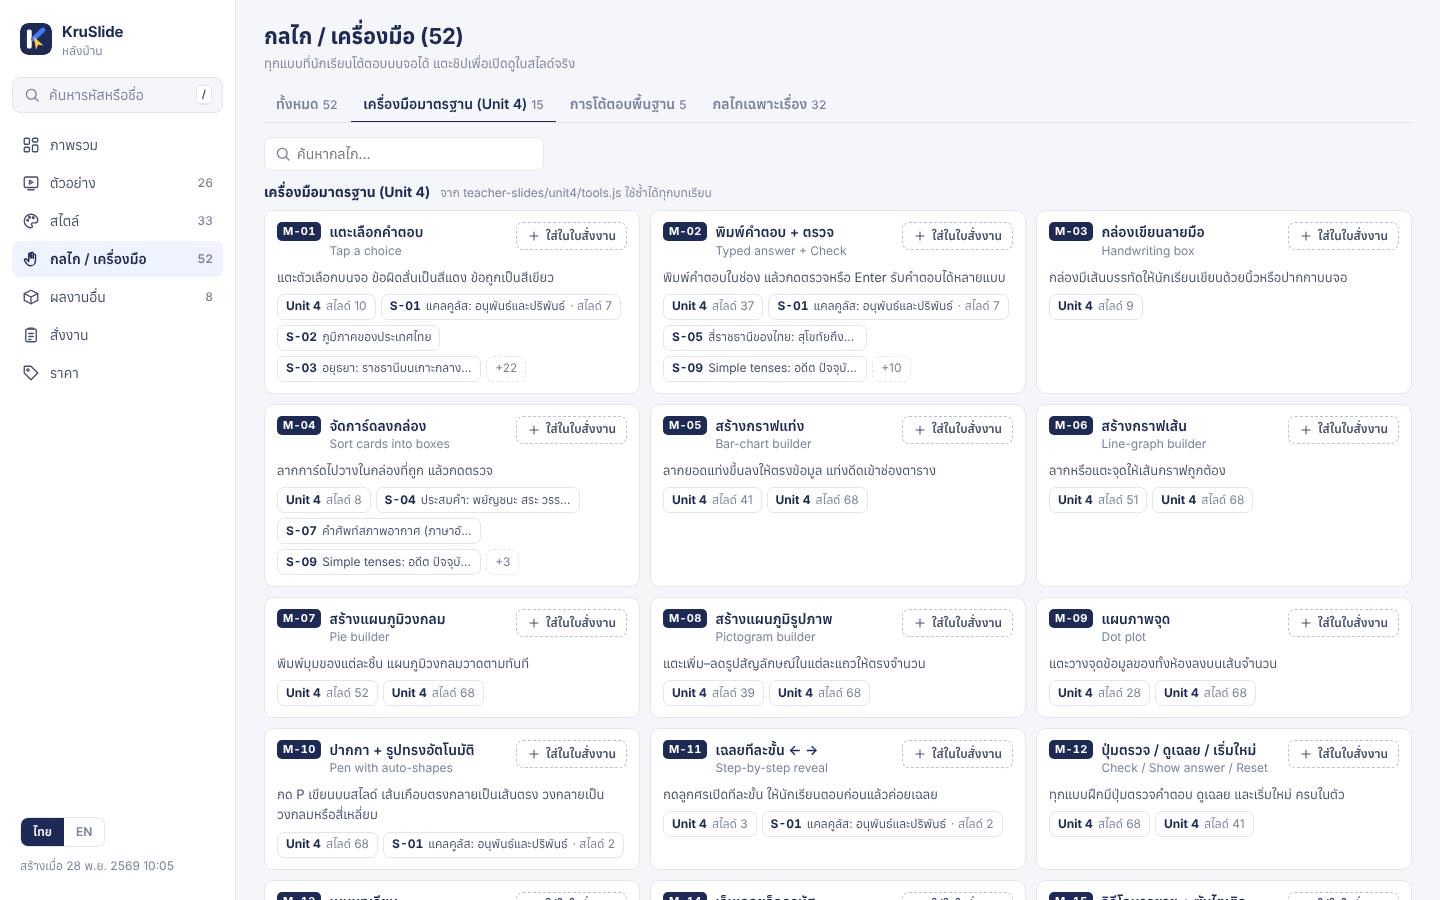 KruSlide
หลังบ้าน
ค้นหารหัสหรือชื่อ /
ภาพรวม
ตัวอย่าง 26
สไตล์ 33
กลไก / เครื่องมือ 52
ผลงานอื่น 8
สั่งงาน
ราคา
ไทย EN
สร้างเมื่อ 28 พ.ย. 2569 10:05
กลไก / เครื่องมือ (52)
ทุกแบบที่นักเรียนโต้ตอบบนจอได้ แตะชิปเพื่อเปิดดูในสไลด์จริง
ทั้งหมด 52 เครื่องมือมาตรฐาน (Unit 4) 15 การโต้ตอบพื้นฐาน 5 กลไกเฉพาะเรื่อง 32
ค้นหากลไก...
เครื่องมือมาตรฐาน (Unit 4) จาก teacher-slides/unit4/tools.js ใช้ซ้ำได้ทุกบทเรียน
M-01 แตะเลือกคำตอบ + ใส่ในใบสั่งงาน
Tap a choice
แตะตัวเลือกบนจอ ข้อผิดสั่นเป็นสีแดง ข้อถูกเป็นสีเขียว
Unit 4 สไลด์ 10 S-01 แคลคูลัส: อนุพันธ์และปริพันธ์ · สไลด์ 7
S-02 ภูมิภาคของประเทศไทย
S-03 อยุธยา: ราชธานีบนเกาะกลาง... +22
M-02 พิมพ์คำตอบ + ตรวจ + ใส่ในใบสั่งงาน
Typed answer + Check
พิมพ์คำตอบในช่อง แล้วกดตรวจหรือ Enter รับคำตอบได้หลายแบบ
Unit 4 สไลด์ 37 S-01 แคลคูลัส: อนุพันธ์และปริพันธ์ · สไลด์ 7
S-05 สี่ราชธานีของไทย: สุโขทัยถึง...
S-09 Simple tenses: อดีต ปัจจุบ... +10
M-03 กล่องเขียนลายมือ + ใส่ในใบสั่งงาน
Handwriting box
กล่องมีเส้นบรรทัดให้นักเรียนเขียนด้วยนิ้วหรือปากกาบนจอ
Unit 4 สไลด์ 9
M-04 จัดการ์ดลงกล่อง + ใส่ในใบสั่งงาน
Sort cards into boxes
ลากการ์ดไปวางในกล่องที่ถูก แล้วกดตรวจ
Unit 4 สไลด์ 8 S-04 ประสมคำ: พยัญชนะ สระ วรร...
S-07 คำศัพท์สภาพอากาศ (ภาษาอั...
S-09 Simple tenses: อดีต ปัจจุบั... +3
M-05 สร้างกราฟแท่ง + ใส่ในใบสั่งงาน
Bar-chart builder
ลากยอดแท่งขึ้นลงให้ตรงข้อมูล แท่งดีดเข้าช่องตาราง
Unit 4 สไลด์ 41 Unit 4 สไลด์ 68
M-06 สร้างกราฟเส้น + ใส่ในใบสั่งงาน
Line-graph builder
ลากหรือแตะจุดให้เส้นกราฟถูกต้อง
Unit 4 สไลด์ 51 Unit 4 สไลด์ 68
M-07 สร้างแผนภูมิวงกลม + ใส่ในใบสั่งงาน
Pie builder
พิมพ์มุมของแต่ละชิ้น แผนภูมิวงกลมวาดตามทันที
Unit 4 สไลด์ 52 Unit 4 สไลด์ 68
M-08 สร้างแผนภูมิรูปภาพ + ใส่ในใบสั่งงาน
Pictogram builder
แตะเพิ่ม–ลดรูปสัญลักษณ์ในแต่ละแถวให้ตรงจำนวน
Unit 4 สไลด์ 39 Unit 4 สไลด์ 68
M-09 แผนภาพจุด + ใส่ในใบสั่งงาน
Dot plot
แตะวางจุดข้อมูลของทั้งห้องลงบนเส้นจำนวน
Unit 4 สไลด์ 28 Unit 4 สไลด์ 68
M-10 ปากกา + รูปทรงอัตโนมัติ + ใส่ในใบสั่งงาน
Pen with auto-shapes
กด P เขียนบนสไลด์ เส้นเกือบตรงกลายเป็นเส้นตรง วงกลายเป็น
วงกลมหรือสี่เหลี่ยม
Unit 4 สไลด์ 68 S-01 แคลคูลัส: อนุพันธ์และปริพันธ์ · สไลด์ 2
M-11 เฉลยทีละขั้น ← → + ใส่ในใบสั่งงาน
Step-by-step reveal
กดลูกศรเปิดทีละขั้น ให้นักเรียนตอบก่อนแล้วค่อยเฉลย
Unit 4 สไลด์ 3 S-01 แคลคูลัส: อนุพันธ์และปริพันธ์ · สไลด์ 2
M-12 ปุ่มตรวจ / ดูเฉลย / เริ่มใหม่ + ใส่ในใบสั่งงาน
Check / Show answer / Reset
ทุกแบบฝึกมีปุ่มตรวจคำตอบ ดูเฉลย และเริ่มใหม่ ครบในตัว
Unit 4 สไลด์ 68 Unit 4 สไลด์ 41